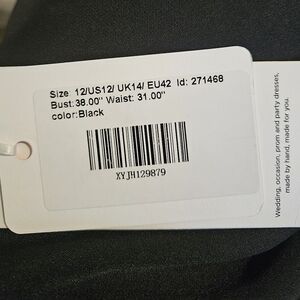 Size 12/US12/ UK14/ EU42 Id: 271468
Bust:38.00" Waist: 31.00"
color:Black
XYJH129879
Wedding, occasion, prom and party dresses,
made by hand, made for you.